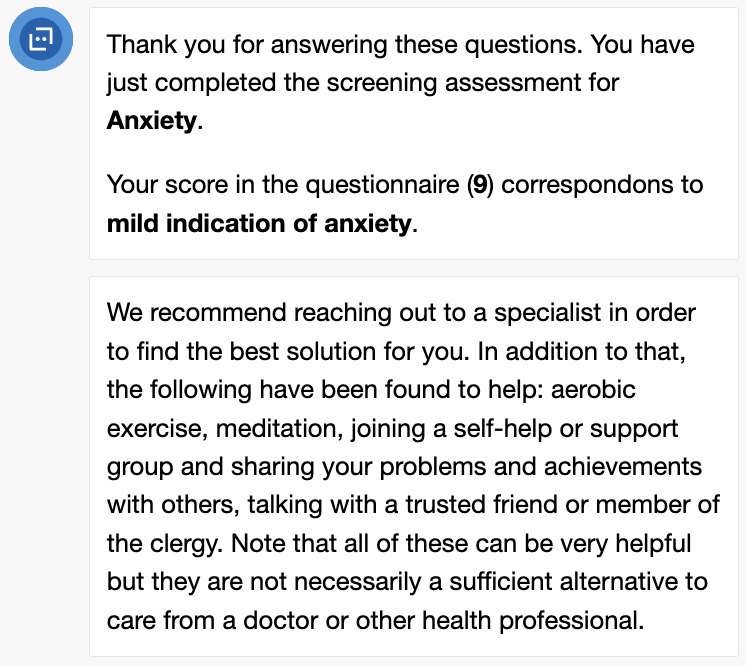 Thank you for answering these questions. You have
just completed the screening assessment for
Anxiety.
Your score in the questionnaire (9) correspondons to
mild indication of anxiety.
We recommend reaching out to a specialist in order
to find the best solution for you. In addition to that,
the following have been found to help: aerobic
exercise, meditation, joining a self-help or support
group and sharing your problems and achievements
with others, talking with a trusted friend or member of
the clergy. Note that all of these can be very helpful
but they are not necessarily a sufficient alternative to
care from a doctor or other health professional.